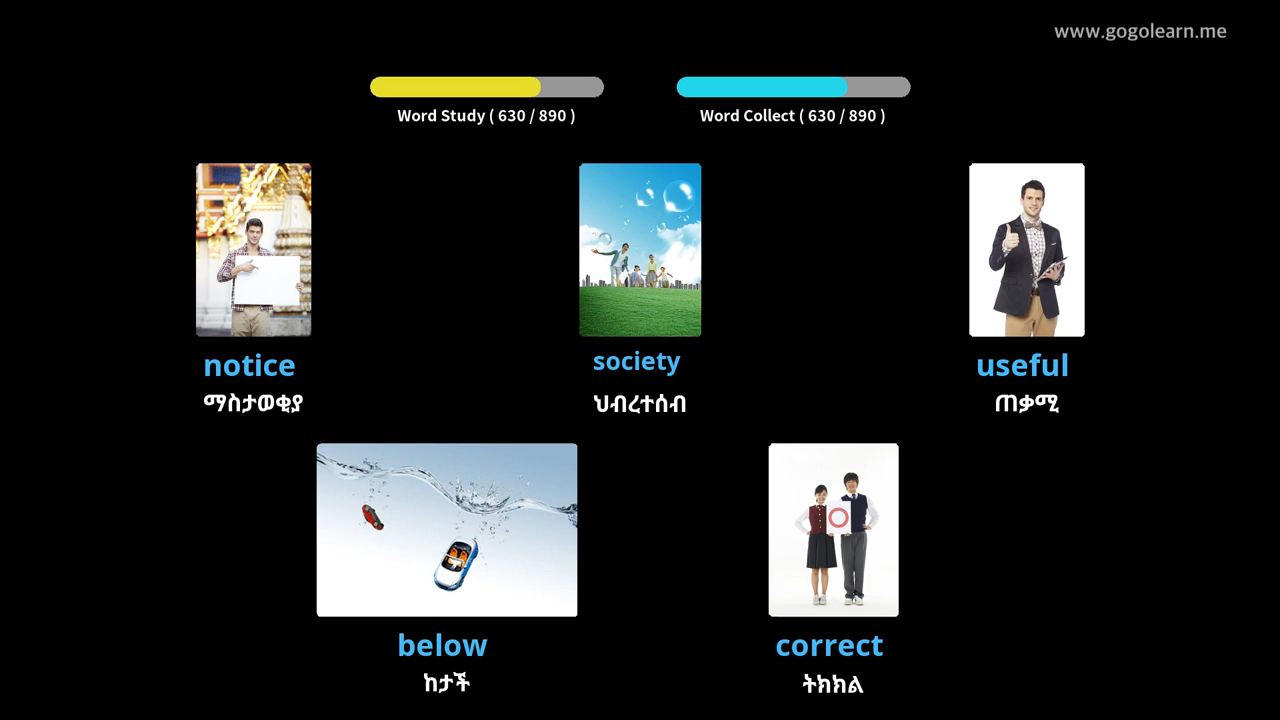 www.gogolearn.me
Word Study ( 630 / 890 )
Word Collect ( 630 / 890 )
notice
ማስታወቂያ
society
ህብረተሰብ
useful
ጠቃሚ
below
ከታች
correct
ትክክል